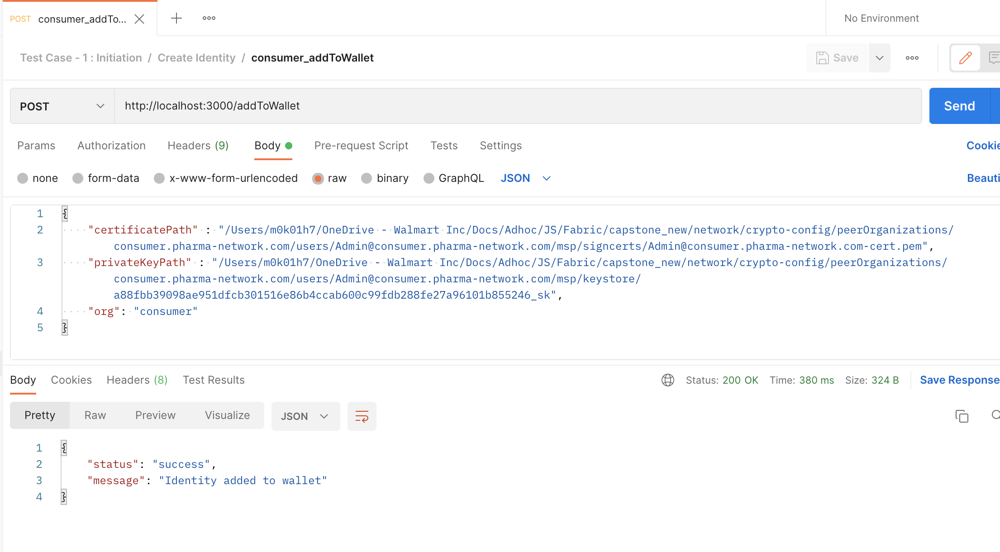 POST consumer_addTo... No Environment
Test Case - 1 : Initiation / Create Identity / consumer_addToWallet Save
POST http://localhost:3000/addToWallet Send
Params Authorization Headers (9) Body Pre-request Script Tests Settings Cookie
none form-data x-www-form-urlencoded raw binary GraphQL JSON Beauti
1 {
2 "certificatePath" : "/Users/m0k01h7/OneDrive - Walmart Inc/Docs/Adhoc/JS/Fabric/capstone_new/network/crypto-config/peerOrganizations/
consumer.pharma-network.com/users/Admin@consumer.pharma-network.com/msp/signcerts/Admin@consumer.pharma-network.com-cert.pem",
3 "privateKeyPath" : "/Users/m0k01h7/OneDrive - Walmart Inc/Docs/Adhoc/JS/Fabric/capstone_new/network/crypto-config/peerOrganizations/
consumer.pharma-network.com/users/Admin@consumer.pharma-network.com/msp/keystore/
a88fbb39098ae951dfcb301516e86b4ccab600c99fdb288fe27a96101b855246_sk",
4 "org": "consumer"
5 }
Body Cookies Headers (8) Test Results Status: 200 OK Time: 380 ms Size: 324 B Save Response
Pretty Raw Preview Visualize JSON
1 {
2 "status": "success",
3 "message": "Identity added to wallet"
4 }